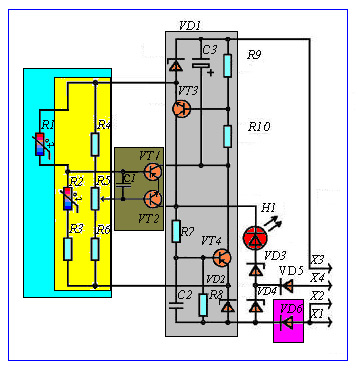 VD1
C3
R9
VT3
R1
R4
R10
t°
VT1
R2
R5
C1
t°
VT2
H1
R3
R6
R7
VT4
VD3
X3
VD2
VD5
X4
C2
R8
VD4
X2
VD6
X1